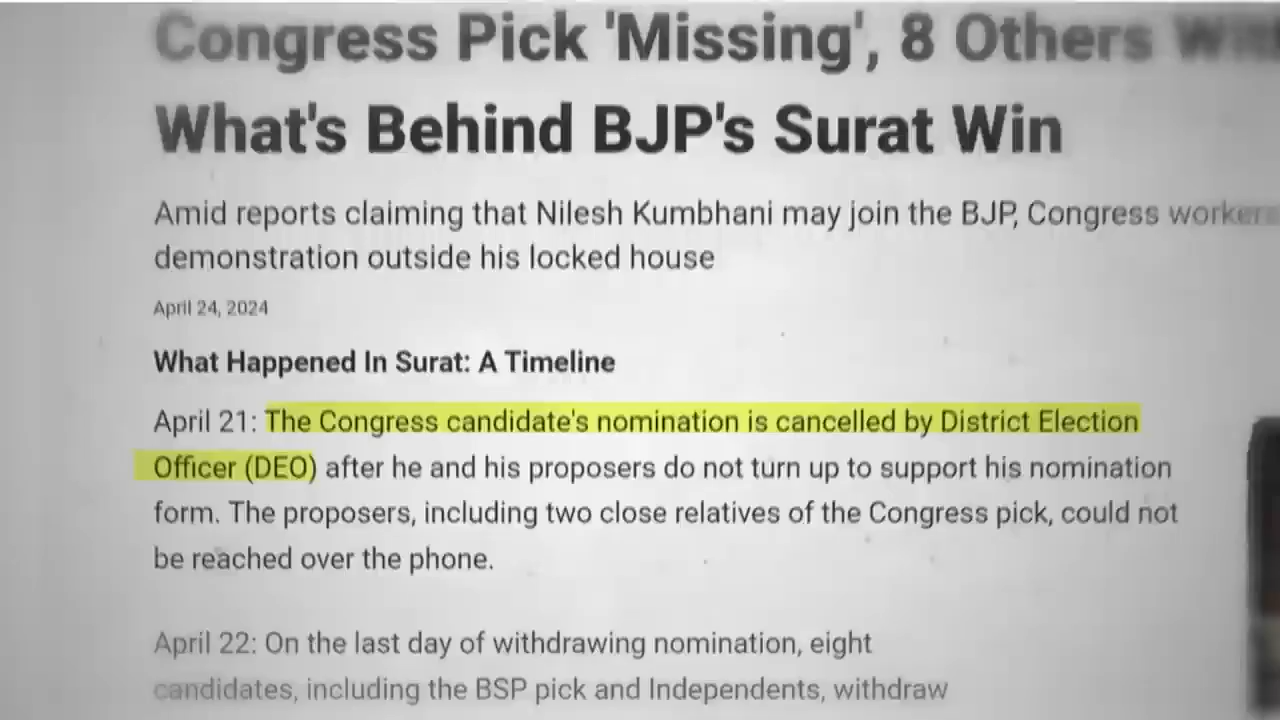 Congress Pick 'Missing', 8 Others
What's Behind BJP's Surat Win
Amid reports claiming that Nilesh Kumbhani may join the BJP, Congress workers
demonstration outside his locked house
April 24, 2024
What Happened In Surat: A Timeline
April 21: The Congress candidate's nomination is cancelled by District Election
Officer (DEO) after he and his proposers do not turn up to support his nomination
form. The proposers, including two close relatives of the Congress pick, could not
be reached over the phone.
April 22: On the last day of withdrawing nomination, eight
candidates, including the BSP pick and Independents, withdraw